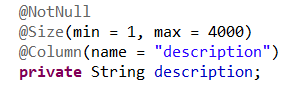 @NotNull
@Size(min = 1, max = 4000)
@Column(name = "description")
private String description;